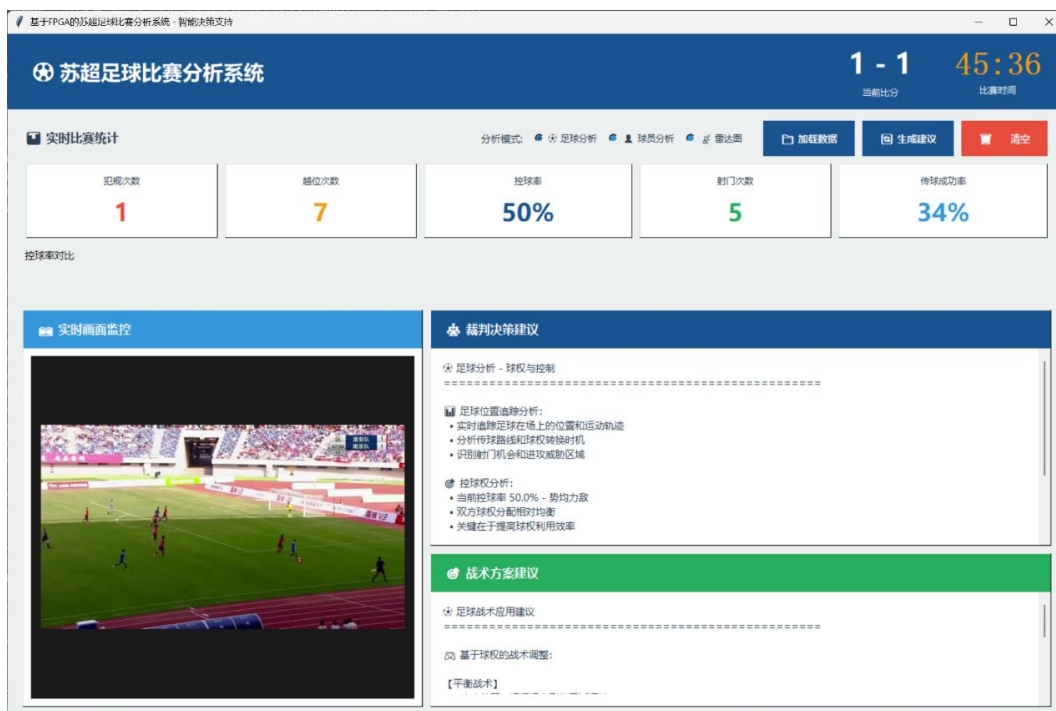 基于FPGA的苏超足球比赛分析系统 - 智能决策支持
苏超足球比赛分析系统
1 - 1
当前比分
45:36
比赛时间
实时比赛统计
分析模式: 足球分析 球员分析 雷达图
加载数据
生成建议
清空
犯规次数
1
越位次数
7
控球率
50%
射门次数
5
传球成功率
34%
控球率对比
实时画面监控
裁判决策建议
足球分析 - 球权与控制
==================================================
足球位置追踪分析:
• 实时追踪足球在场上的位置和运动轨迹
• 分析传球路线和球权转换时机
• 识别射门机会和进攻威胁区域
控球权分析:
• 当前控球率 50.0% - 势均力敌
• 双方球权分配相对均衡
• 关键在于提高球权利用效率
战术方案建议
足球战术应用建议
==================================================
基于球权的战术调整:
【平衡战术】